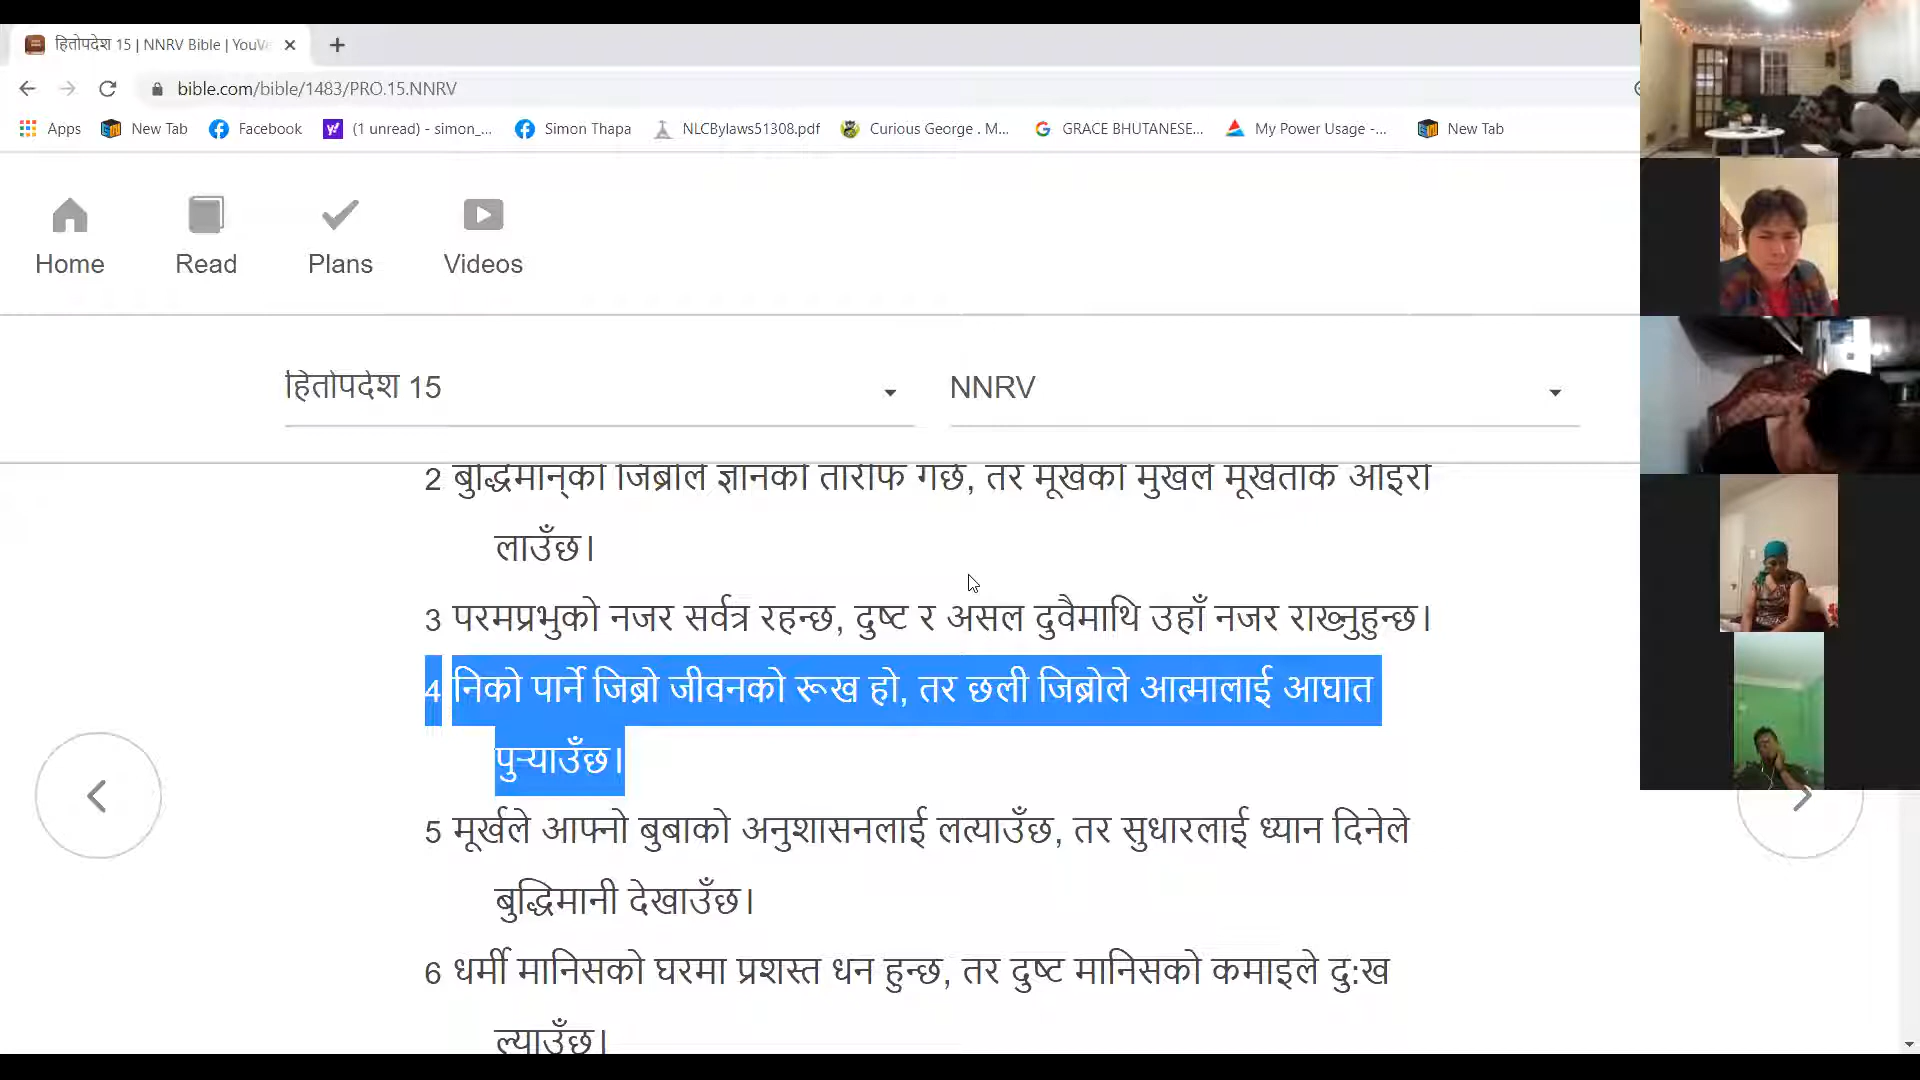 हितोपदेश 15 | NNRV Bible | YouV
bible.com/bible/1483/PRO.15.NNRV
Apps New Tab Facebook (1 unread) - simon_... Simon Thapa NLCBylaws51308.pdf Curious George . M... GRACE BHUTANESE... My Power Usage -... New Tab
Home Read Plans Videos
हितोपदेश 15 NNRV
2 बुद्धिमान्‌को जिब्रोले ज्ञानको तारीफ गर्छ, तर मूर्खको मुखले मूर्खताकै ओइरो
लाउँछ।
3 परमप्रभुको नजर सर्वत्र रहन्छ, दुष्ट र असल दुवैमाथि उहाँ नजर राख्नुहुन्छ।
4 निको पार्ने जिब्रो जीवनको रूख हो, तर छली जिब्रोले आत्मालाई आघात
पुर्‍याउँछ।
5 मूर्खले आफ्नो बुबाको अनुशासनलाई लत्याउँछ, तर सुधारलाई ध्यान दिनेले
बुद्धिमानी देखाउँछ।
6 धर्मी मानिसको घरमा प्रशस्त धन हुन्छ, तर दुष्ट मानिसको कमाइले दु:ख
ल्याउँछ।